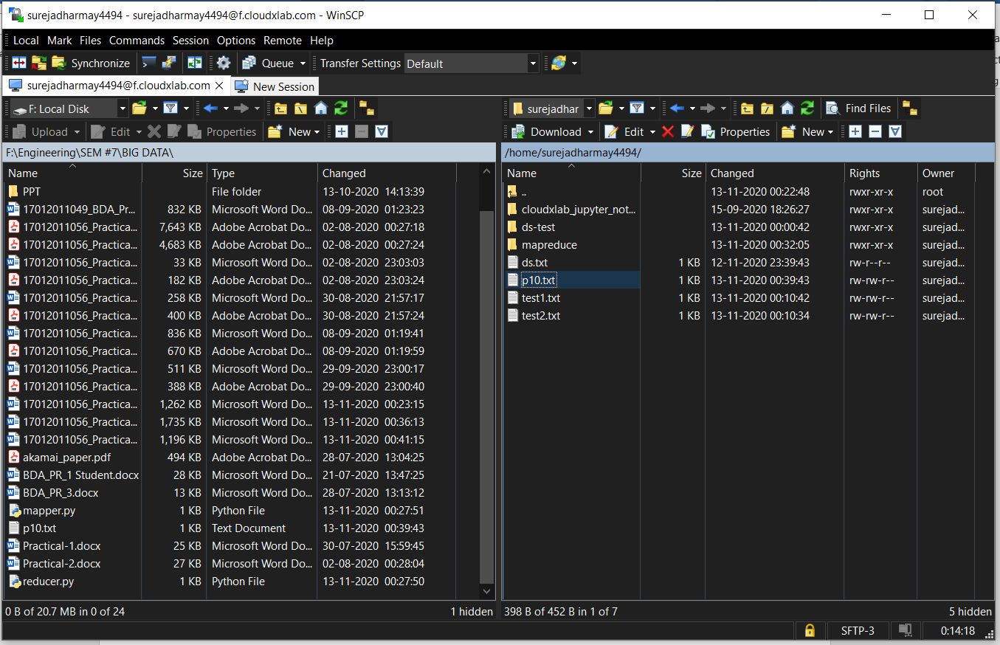 surejadharmay4494 - surejadharmay4494@f.cloudxlab.com - WinSCP
Local Mark Files Commands Session Options Remote Help
Synchronize Queue Transfer Settings Default
surejadharmay4494@f.cloudxlab.com New Session
F: Local Disk
surejadhar Find Files
Upload Edit Properties New
Download Edit Properties New
F:\Engineering\SEM #7\BIG DATA\
Name Size Type Changed
PPT File folder 13-10-2020 14:13:39
17012011049_BDA_Pr... 832 KB Microsoft Word Do... 08-09-2020 01:23:23
17012011056_Practica... 7,643 KB Adobe Acrobat Do... 02-08-2020 00:27:18
17012011056_Practica... 4,683 KB Adobe Acrobat Do... 02-08-2020 00:27:24
17012011056_Practica... 33 KB Microsoft Word Do... 02-08-2020 23:03:03
17012011056_Practica... 182 KB Adobe Acrobat Do... 02-08-2020 23:03:24
17012011056_Practica... 258 KB Microsoft Word Do... 30-08-2020 21:57:17
17012011056_Practica... 400 KB Adobe Acrobat Do... 30-08-2020 21:57:24
17012011056_Practica... 836 KB Microsoft Word Do... 08-09-2020 01:19:41
17012011056_Practica... 670 KB Adobe Acrobat Do... 08-09-2020 01:19:59
17012011056_Practica... 511 KB Microsoft Word Do... 29-09-2020 23:00:17
17012011056_Practica... 388 KB Adobe Acrobat Do... 29-09-2020 23:00:40
17012011056_Practica... 1,262 KB Microsoft Word Do... 13-11-2020 00:23:15
17012011056_Practica... 1,735 KB Microsoft Word Do... 13-11-2020 00:36:13
17012011056_Practica... 1,196 KB Microsoft Word Do... 13-11-2020 00:41:15
akamai_paper.pdf 494 KB Adobe Acrobat Do... 28-07-2020 13:04:25
BDA_PR_1 Student.docx 28 KB Microsoft Word Do... 21-07-2020 13:47:25
BDA_PR_3.docx 13 KB Microsoft Word Do... 28-07-2020 13:13:12
mapper.py 1 KB Python File 13-11-2020 00:27:51
p10.txt 1 KB Text Document 13-11-2020 00:39:43
Practical-1.docx 25 KB Microsoft Word Do... 30-07-2020 15:59:45
Practical-2.docx 27 KB Microsoft Word Do... 02-08-2020 00:28:04
reducer.py 1 KB Python File 13-11-2020 00:27:50
0 B of 20.7 MB in 0 of 24 1 hidden
/home/surejadharmay4494/
Name Size Changed Rights Owner
.. 13-11-2020 00:22:48 rwxr-xr-x root
cloudxlab_jupyter_not... 15-09-2020 18:26:27 rwxr-xr-x surejad...
ds-test 13-11-2020 00:00:42 rwxr-xr-x surejad...
mapreduce 13-11-2020 00:32:05 rwxr-xr-x surejad...
ds.txt 1 KB 12-11-2020 23:39:43 rw-r--r-- surejad...
p10.txt 1 KB 13-11-2020 00:39:43 rw-rw-r-- surejad...
test1.txt 1 KB 13-11-2020 00:10:42 rw-rw-r-- surejad...
test2.txt 1 KB 13-11-2020 00:10:34 rw-rw-r-- surejad...
398 B of 452 B in 1 of 7 5 hidden
SFTP-3 0:14:18